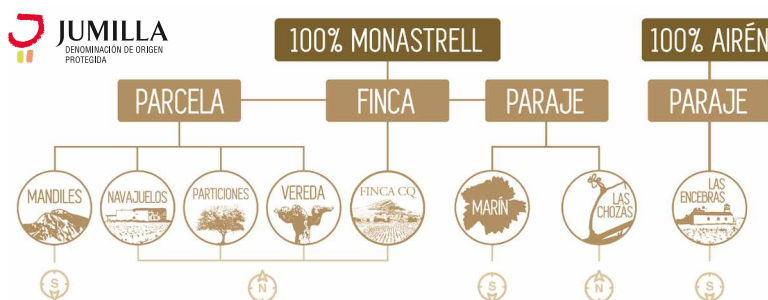 JUMILLA
DENOMINACIÓN DE ORIGEN
PROTEGIDA
100% MONASTRELL
100% AIRÉN
PARCELA
FINCA
PARAJE
PARAJE
MANDILES
NAVAJUELOS
PARTICIONES
VEREDA
FINCA CQ
MARÍN
LAS
CHOZAS
LAS
ENCEBRAS
S
N
S
N
S